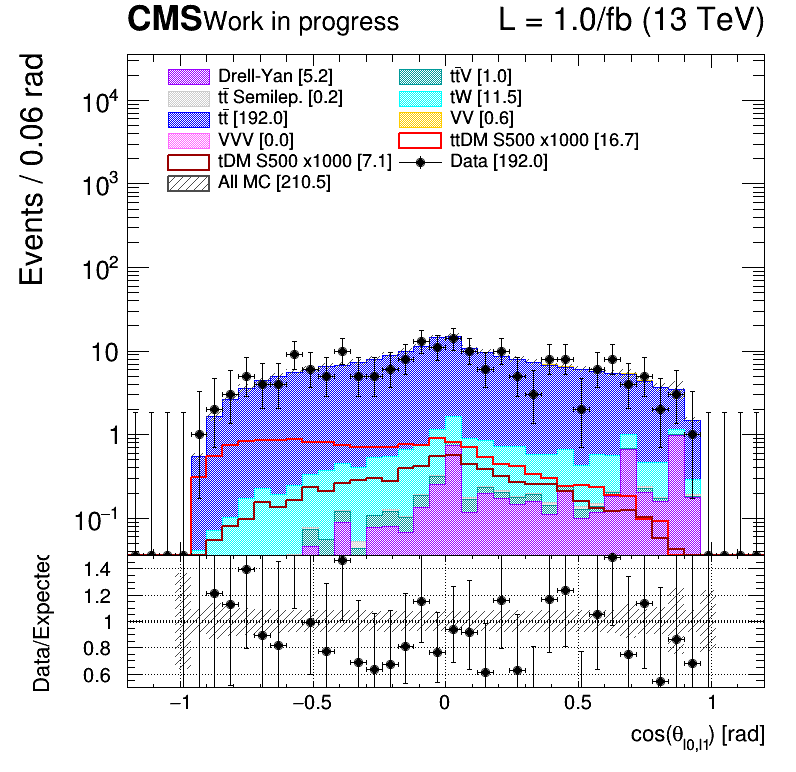 CMS Work in progress L = 1.0/fb (13 TeV)
Events / 0.06 rad
Drell-Yan [5.2] tt̄V [1.0]
tt̄ Semilep. [0.2] tW [11.5]
tt̄ [192.0] VV [0.6]
VVV [0.0] ttDM S500 x1000 [16.7]
tDM S500 x1000 [7.1] Data [192.0]
All MC [210.5]
10⁴
10³
10²
10
1
10⁻¹
Data/Expected
1.4
1.2
1
0.8
0.6
−1 −0.5 0 0.5 1
cos(θ_{l0,l1}) [rad]